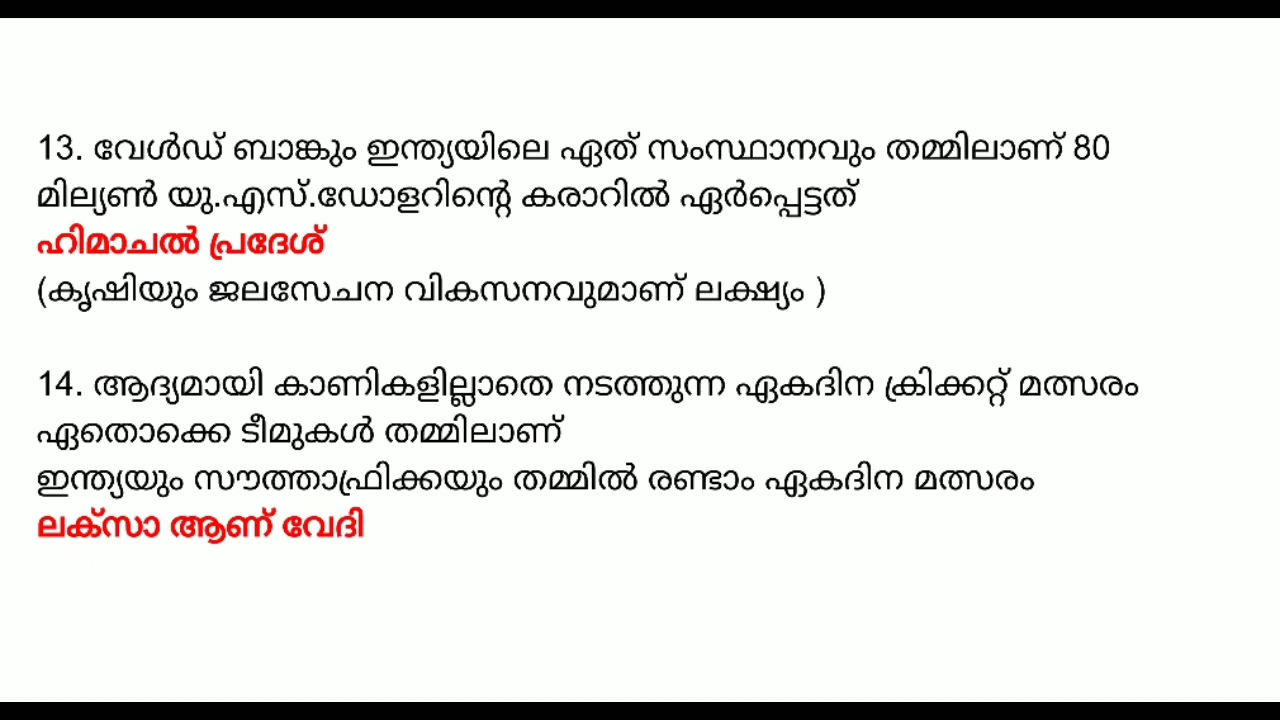 13. വേൾഡ് ബാങ്കും ഇന്ത്യയിലെ ഏത് സംസ്ഥാനവും തമ്മിലാണ് 80
മില്യൺ യു.എസ്.ഡോളറിന്റെ കരാറിൽ ഏർപ്പെട്ടത്
ഹിമാചൽ പ്രദേശ്
(കൃഷിയും ജലസേചന വികസനവുമാണ് ലക്ഷ്യം )
14. ആദ്യമായി കാണികളില്ലാതെ നടത്തുന്ന ഏകദിന ക്രിക്കറ്റ് മത്സരം
ഏതൊക്കെ ടീമുകൾ തമ്മിലാണ്
ഇന്ത്യയും സൗത്താഫ്രിക്കയും തമ്മിൽ രണ്ടാം ഏകദിന മത്സരം
ലക്സാ ആണ് വേദി